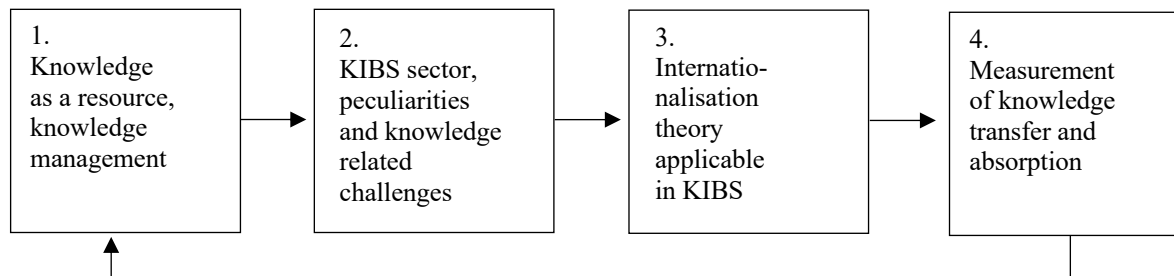 1.
Knowledge
as a resource,
knowledge
management
2.
KIBS sector,
peculiarities
and knowledge
related
challenges
3.
Internatio-
nalisation
theory
applicable
in KIBS
4.
Measurement
of knowledge
transfer and
absorption